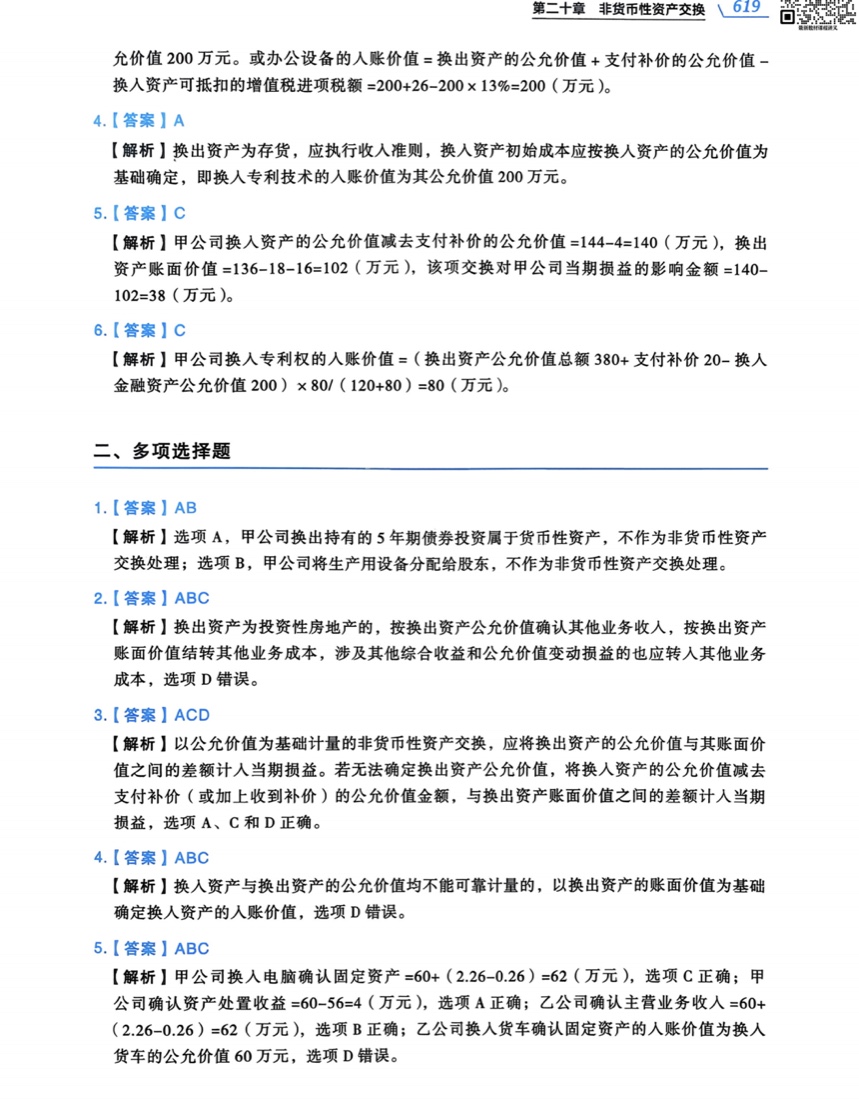 第二十章 非货币性资产交换 619
允价值 200 万元。或办公设备的入账价值 = 换出资产的公允价值 + 支付补价的公允价值 –
换入资产可抵扣的增值税进项税额 =200+26–200×13%=200（万元）。
4.【答案】A
【解析】换出资产为存货，应执行收入准则，换入资产初始成本应按换入资产的公允价值为
基础确定，即换入专利技术的入账价值为其公允价值 200 万元。
5.【答案】C
【解析】甲公司换入资产的公允价值减去支付补价的公允价值 =144–4=140（万元），换出
资产账面价值 =136–18–16=102（万元），该项交换对甲公司当期损益的影响金额 =140–
102=38（万元）。
6.【答案】C
【解析】甲公司换入专利权的入账价值 =（换出资产公允价值总额 380+ 支付补价 20– 换入
金融资产公允价值 200）×80/（120+80）=80（万元）。
二、多项选择题
1.【答案】AB
【解析】选项 A，甲公司换出持有的 5 年期债券投资属于货币性资产，不作为非货币性资产
交换处理；选项 B，甲公司将生产用设备分配给股东，不作为非货币性资产交换处理。
2.【答案】ABC
【解析】换出资产为投资性房地产的，按换出资产公允价值确认其他业务收入，按换出资产
账面价值结转其他业务成本，涉及其他综合收益和公允价值变动损益的也应转入其他业务
成本，选项 D 错误。
3.【答案】ACD
【解析】以公允价值为基础计量的非货币性资产交换，应将换出资产的公允价值与其账面价
值之间的差额计入当期损益。若无法确定换出资产公允价值，将换入资产的公允价值减去
支付补价（或加上收到补价）的公允价值金额，与换出资产账面价值之间的差额计入当期
损益，选项 A、C 和 D 正确。
4.【答案】ABC
【解析】换入资产与换出资产的公允价值均不能可靠计量的，以换出资产的账面价值为基础
确定换入资产的入账价值，选项 D 错误。
5.【答案】ABC
【解析】甲公司换入电脑确认固定资产 =60+（2.26–0.26）=62（万元），选项 C 正确；甲
公司确认资产处置收益 =60–56=4（万元），选项 A 正确；乙公司确认主营业务收入 =60+
（2.26–0.26）=62（万元），选项 B 正确；乙公司换入货车确认固定资产的入账价值为换入
货车的公允价值 60 万元，选项 D 错误。